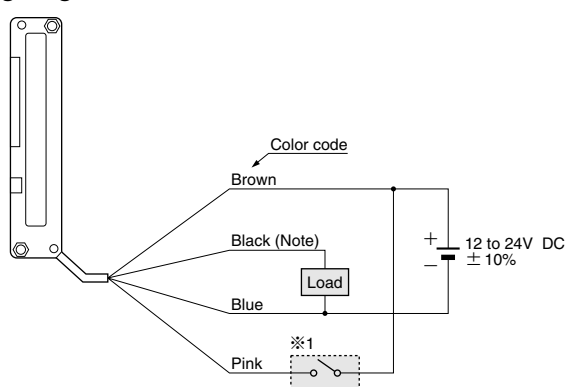 Color code
Brown
Black (Note)
Load
Blue
Pink
※1
+
−
12 to 24V DC
± 10%